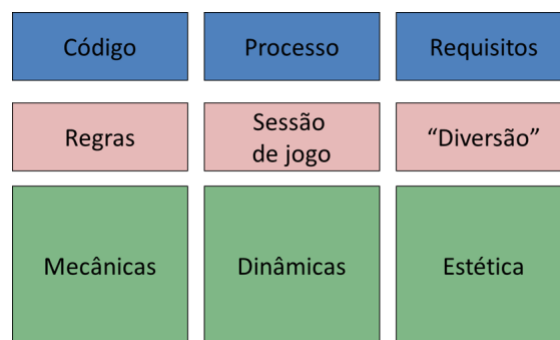 Código
Processo
Requisitos
Regras
Sessão
de jogo
“Diversão”
Mecânicas
Dinâmicas
Estética